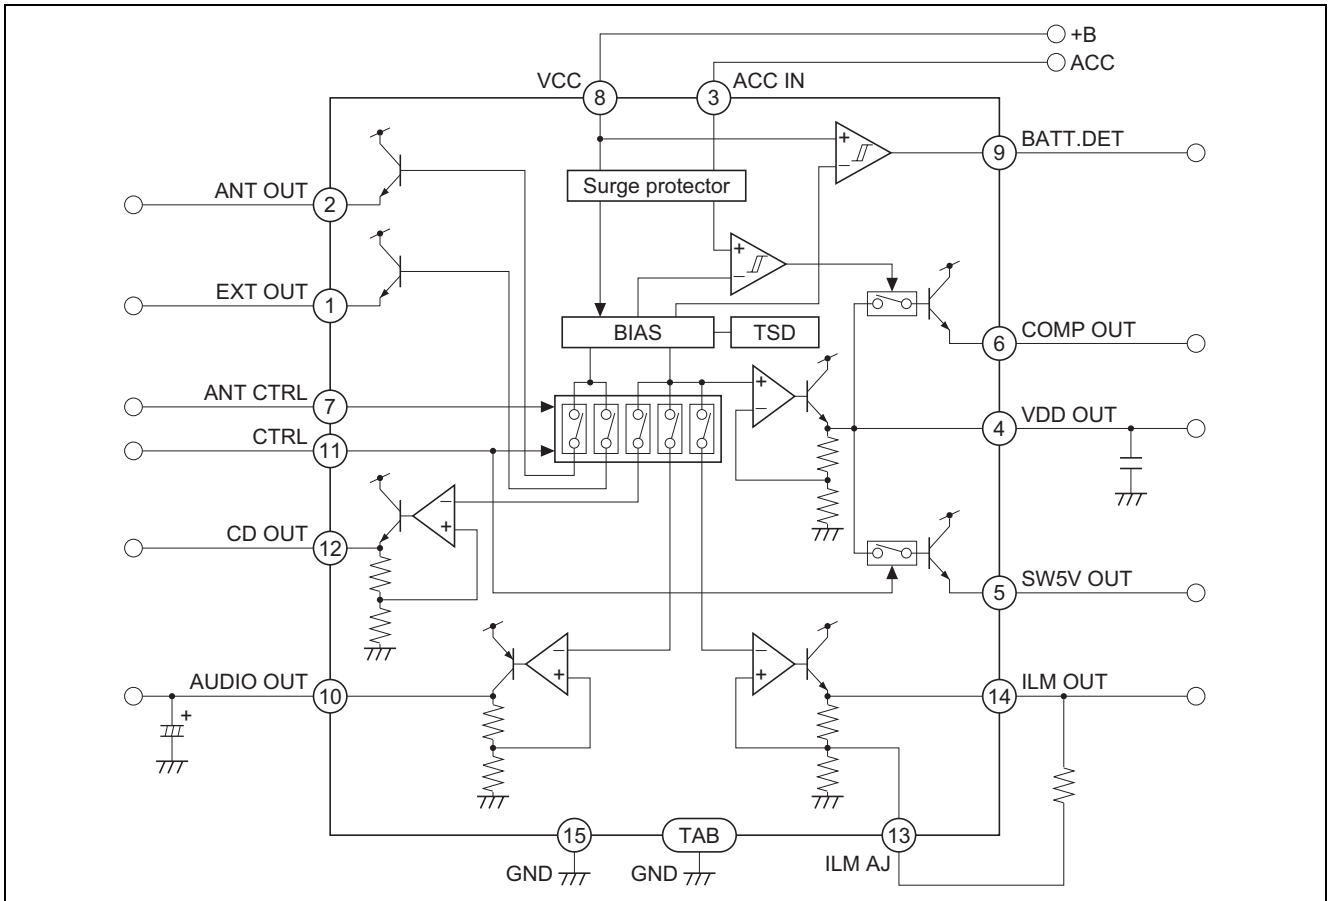 +B
ACC
VCC
8
3
ACC IN
+
−
9
BATT.DET
Surge protector
ANT OUT
2
+
−
EXT OUT
1
BIAS
TSD
6
COMP OUT
ANT CTRL
7
+
−
4
VDD OUT
CTRL
11
−
+
CD OUT
12
5
SW5V OUT
−
+
−
+
AUDIO OUT
10
+
14
ILM OUT
15
TAB
13
GND
GND
ILM AJ